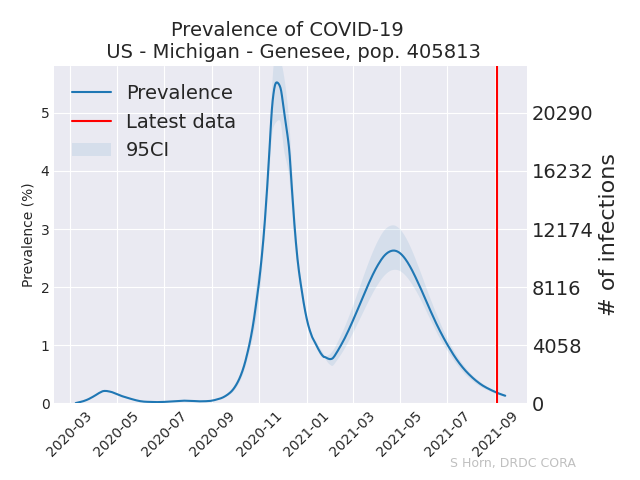 Prevalence of COVID-19
US - Michigan - Genesee, pop. 405813
Prevalence
Latest data
95CI
Prevalence (%)
5
4
3
2
1
0
20290
16232
12174
8116
4058
0
# of infections
2020-03
2020-05
2020-07
2020-09
2020-11
2021-01
2021-03
2021-05
2021-07
2021-09
S Horn, DRDC CORA